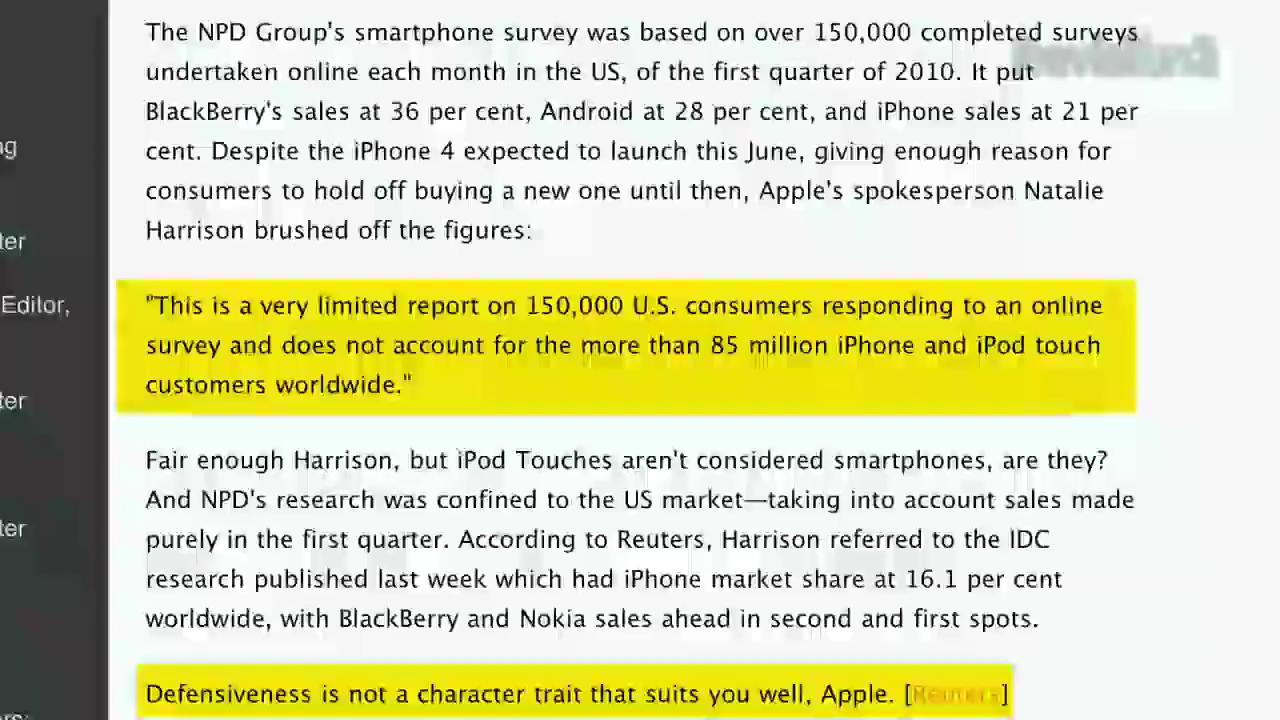 The NPD Group's smartphone survey was based on over 150,000 completed surveys
undertaken online each month in the US, of the first quarter of 2010. It put
BlackBerry's sales at 36 per cent, Android at 28 per cent, and iPhone sales at 21 per
cent. Despite the iPhone 4 expected to launch this June, giving enough reason for
consumers to hold off buying a new one until then, Apple's spokesperson Natalie
Harrison brushed off the figures:
"This is a very limited report on 150,000 U.S. consumers responding to an online
survey and does not account for the more than 85 million iPhone and iPod touch
customers worldwide."
Fair enough Harrison, but iPod Touches aren't considered smartphones, are they?
And NPD's research was confined to the US market—taking into account sales made
purely in the first quarter. According to Reuters, Harrison referred to the IDC
research published last week which had iPhone market share at 16.1 per cent
worldwide, with BlackBerry and Nokia sales ahead in second and first spots.
Defensiveness is not a character trait that suits you well, Apple. [Reuters]
ng
ter
Editor,
ter
ter